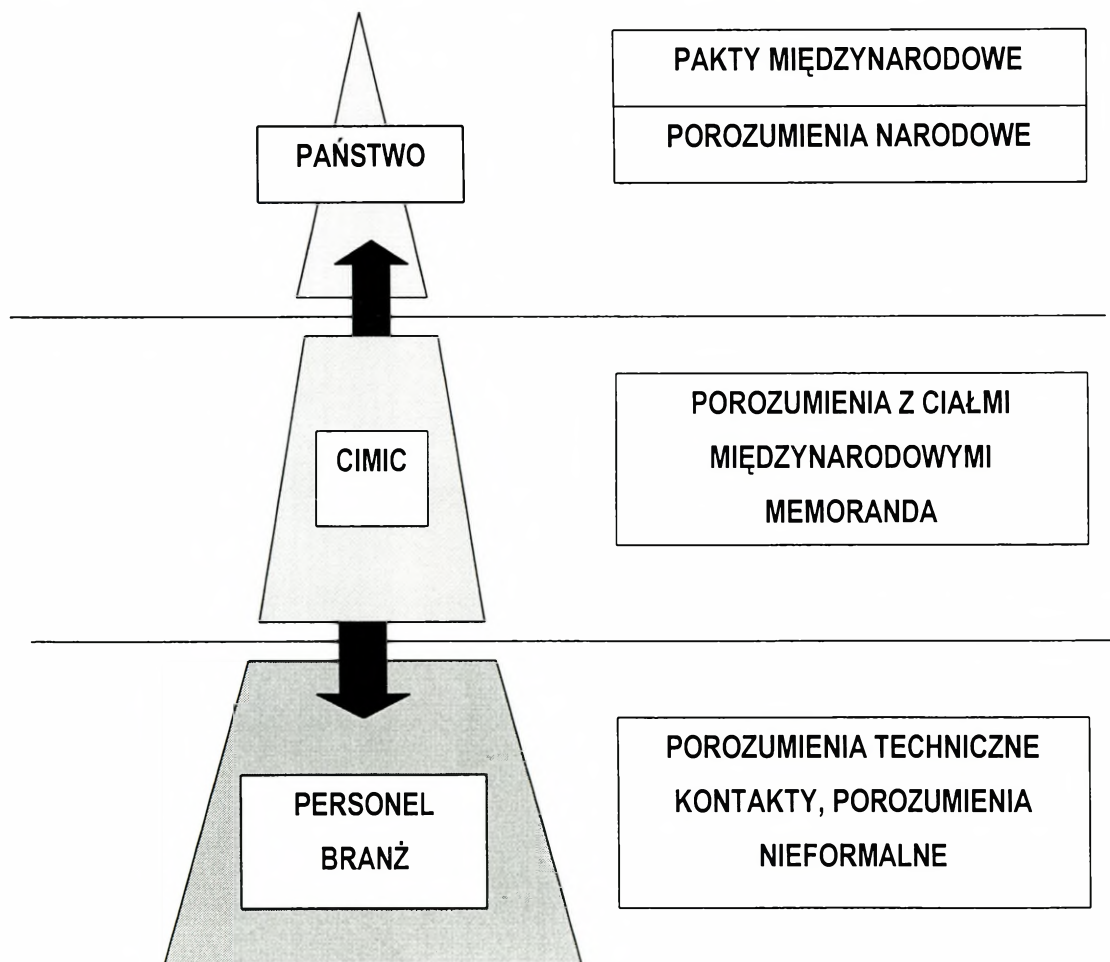 PAŃSTWO
PAKTY MIĘDZYNARODOWE
POROZUMIENIA NARODOWE
CIMIC
POROZUMIENIA Z CIAŁMI
MIĘDZYNARODOWYMI
MEMORANDA
PERSONEL
BRANŻ
POROZUMIENIA TECHNICZNE
KONTAKTY, POROZUMIENIA
NIEFORMALNE